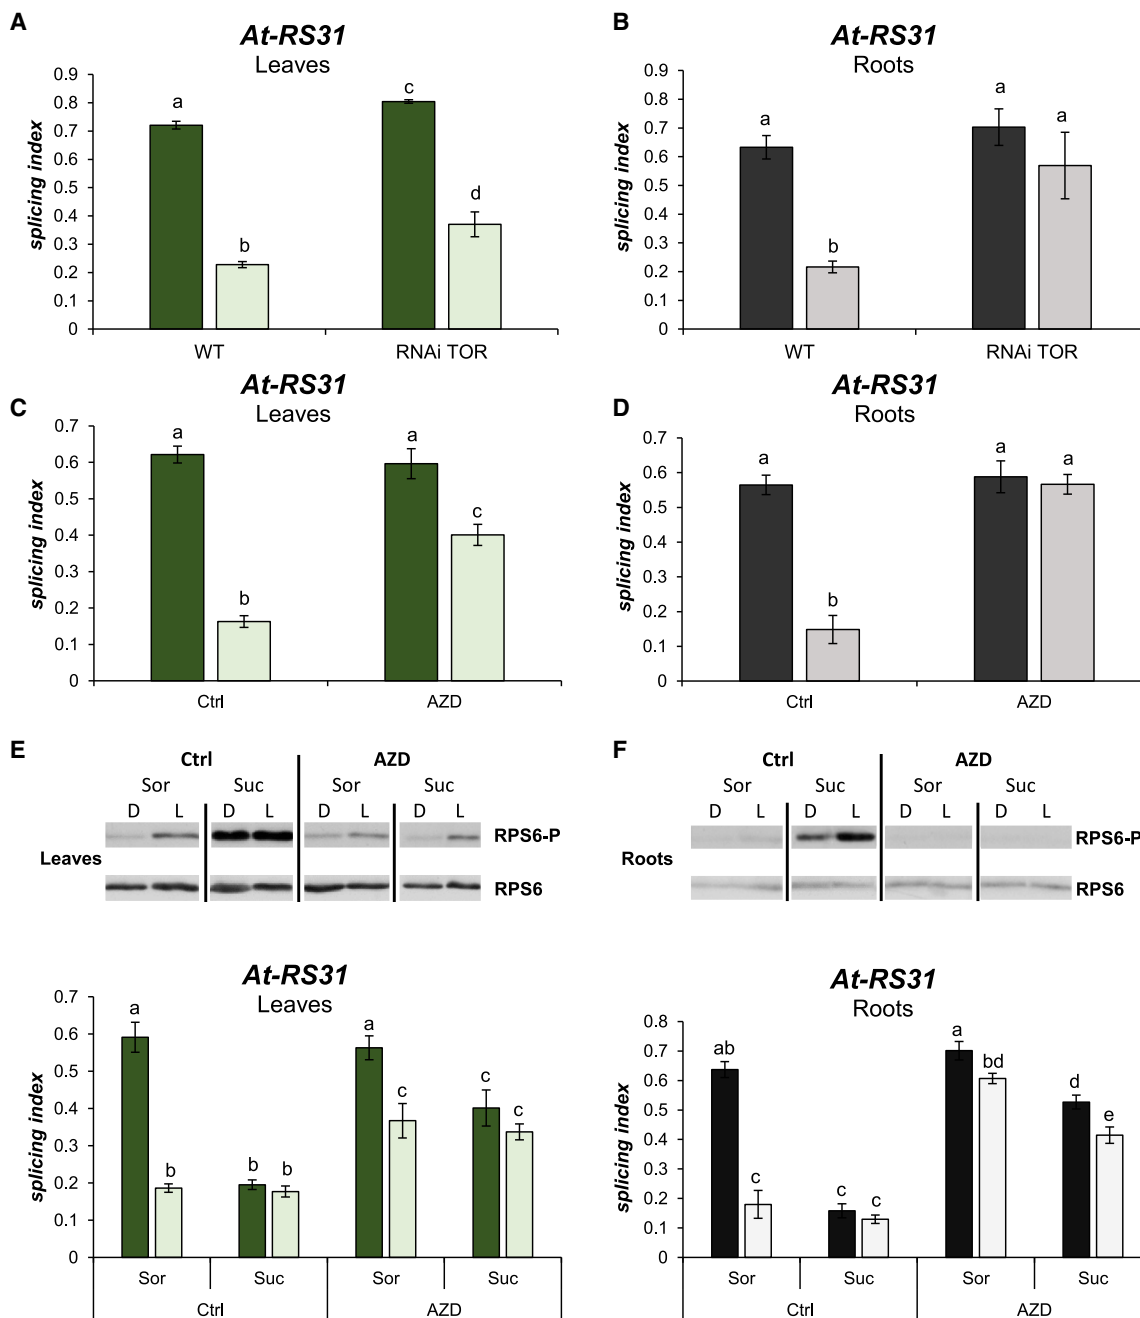 A
At-RS31
Leaves
splicing index
0.9
0.8
0.7
0.6
0.5
0.4
0.3
0.2
0.1
0
a
b
c
d
WT
RNAi TOR
B
At-RS31
Roots
splicing index
0.9
0.8
0.7
0.6
0.5
0.4
0.3
0.2
0.1
0
a
b
a
a
WT
RNAi TOR
C
At-RS31
Leaves
splicing index
0.7
0.6
0.5
0.4
0.3
0.2
0.1
0
a
b
a
c
Ctrl
AZD
D
At-RS31
Roots
splicing index
0.7
0.6
0.5
0.4
0.3
0.2
0.1
0
a
b
a
a
Ctrl
AZD
E
Ctrl AZD
Sor Suc Sor Suc
D L D L D L D L
RPS6-P
Leaves
RPS6
At-RS31
Leaves
splicing index
0.7
0.6
0.5
0.4
0.3
0.2
0.1
0
a
b
b
b
a
c
c
c
Sor Suc Sor Suc
Ctrl AZD
F
Ctrl AZD
Sor Suc Sor Suc
D L D L D L D L
RPS6-P
Roots
RPS6
At-RS31
Roots
splicing index
0.8
0.7
0.6
0.5
0.4
0.3
0.2
0.1
0
ab
c
c
c
a
bd
d
e
Sor Suc Sor Suc
Ctrl AZD